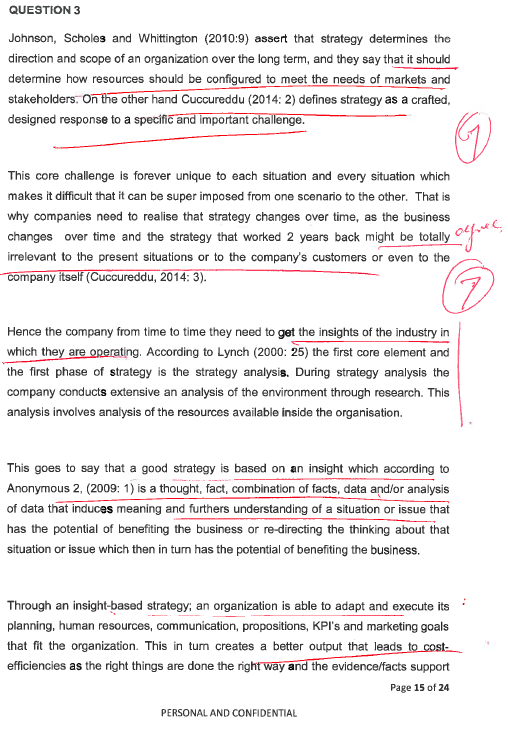 QUESTION 3
Johnson, Scholes and Whittington (2010:9) assert that strategy determines the
direction and scope of an organization over the long term, and they say that it should
determine how resources should be configured to meet the needs of markets and
stakeholders. On the other hand Cuccureddu (2014: 2) defines strategy as a crafted,
designed response to a specific and important challenge.
This core challenge is forever unique to each situation and every situation which
makes it difficult that it can be super imposed from one scenario to the other. That is
why companies need to realise that strategy changes over time, as the business
changes over time and the strategy that worked 2 years back might be totally
agree
irrelevant to the present situations or to the company's customers or even to the
company itself (Cuccureddu, 2014: 3).
7
Hence the company from time to time they need to get the insights of the industry in
which they are operating. According to Lynch (2000: 25) the first core element and
the first phase of strategy is the strategy analysis. During strategy analysis the
company conducts extensive an analysis of the environment through research. This
analysis involves analysis of the resources available inside the organisation.
This goes to say that a good strategy is based on an insight which according to
Anonymous 2, (2009: 1) is a thought, fact, combination of facts, data and/or analysis
of data that induces meaning and furthers understanding of a situation or issue that
has the potential of benefiting the business or re-directing the thinking about that
situation or issue which then in turn has the potential of benefiting the business.
Through an insight-based strategy; an organization is able to adapt and execute its
planning, human resources, communication, propositions, KPI's and marketing goals
that fit the organization. This in turn creates a better output that leads to cost-
efficiencies as the right things are done the right way and the evidence/facts support
Page 15 of 24
PERSONAL AND CONFIDENTIAL